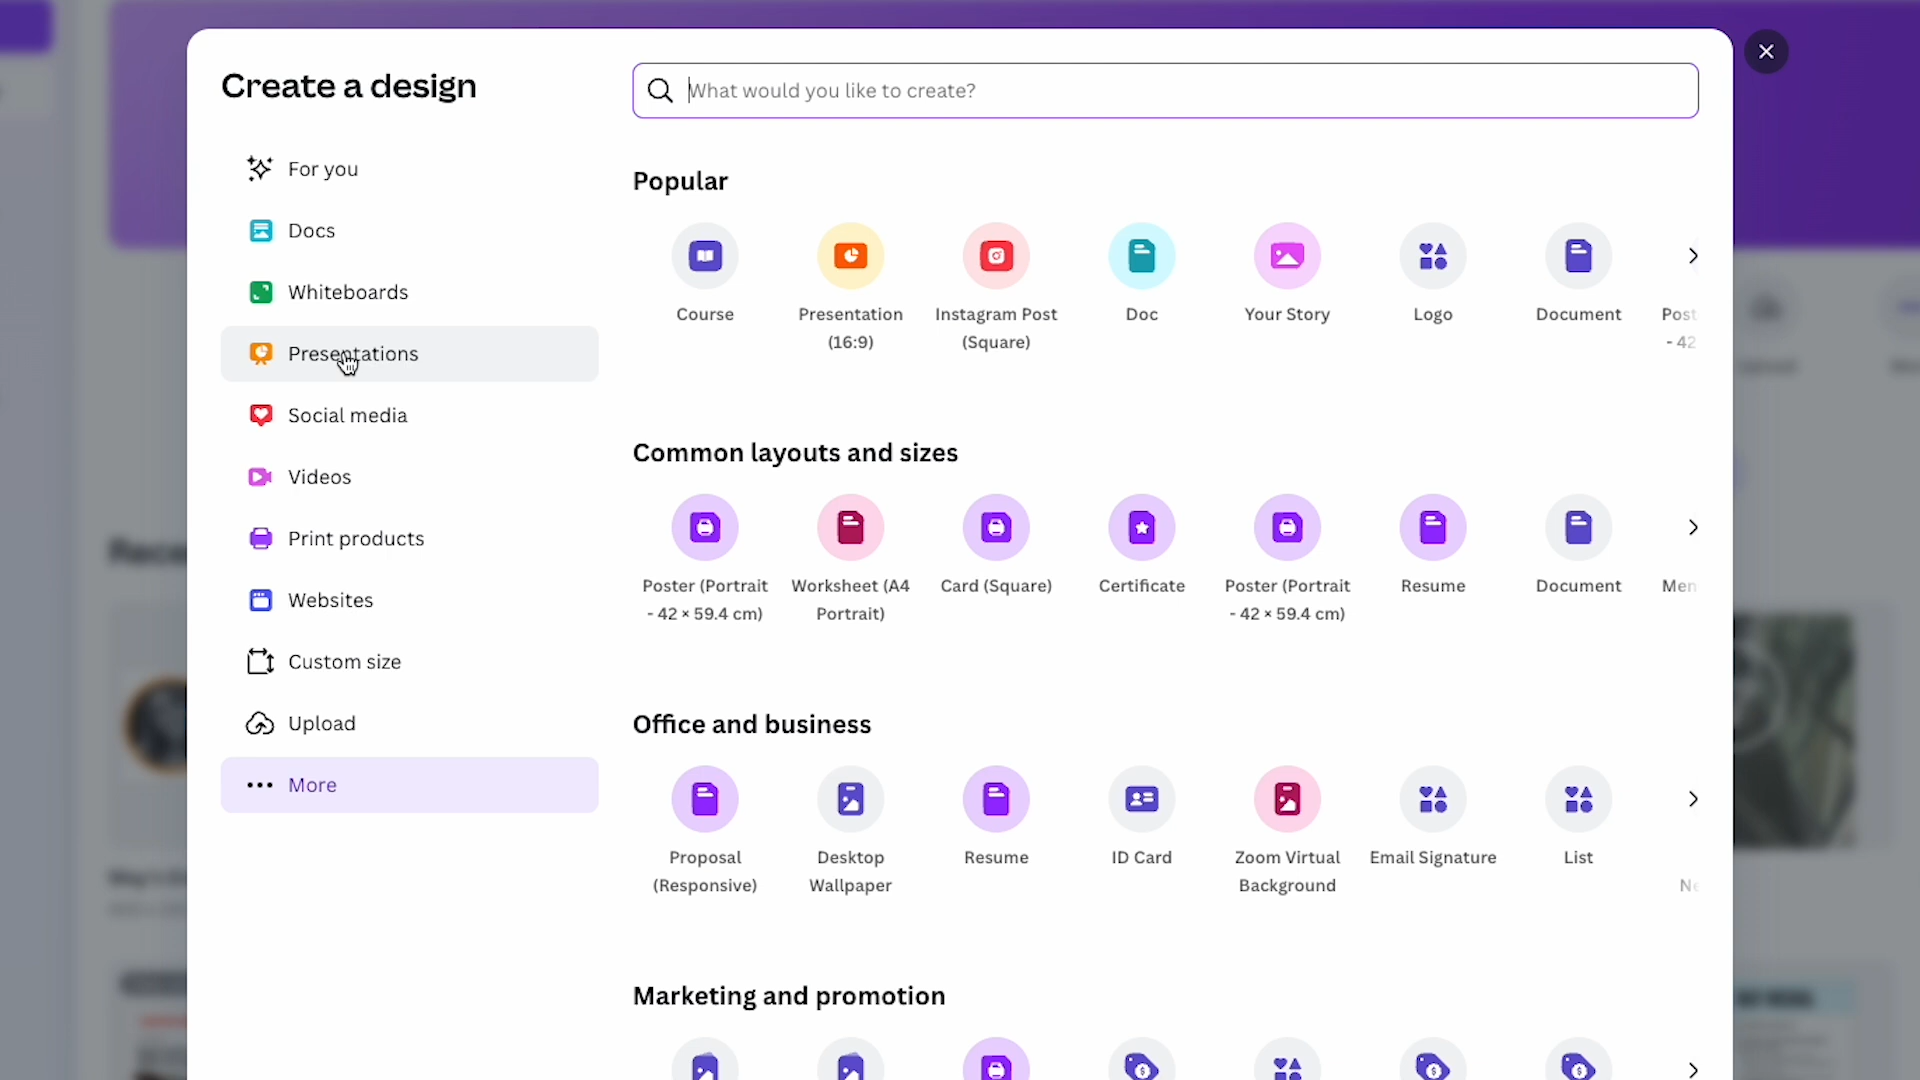 Create a design
What would you like to create?
For you
Docs
Whiteboards
Presentations
Social media
Videos
Print products
Websites
Custom size
Upload
More
Popular
Course
Presentation
(16:9)
Instagram Post
(Square)
Doc
Your Story
Logo
Document
Post
- 42
Common layouts and sizes
Poster (Portrait
- 42 × 59.4 cm)
Worksheet (A4
Portrait)
Card (Square)
Certificate
Poster (Portrait
- 42 × 59.4 cm)
Resume
Document
Men
Office and business
Proposal
(Responsive)
Desktop
Wallpaper
Resume
ID Card
Zoom Virtual
Background
Email Signature
List
Ne
Marketing and promotion